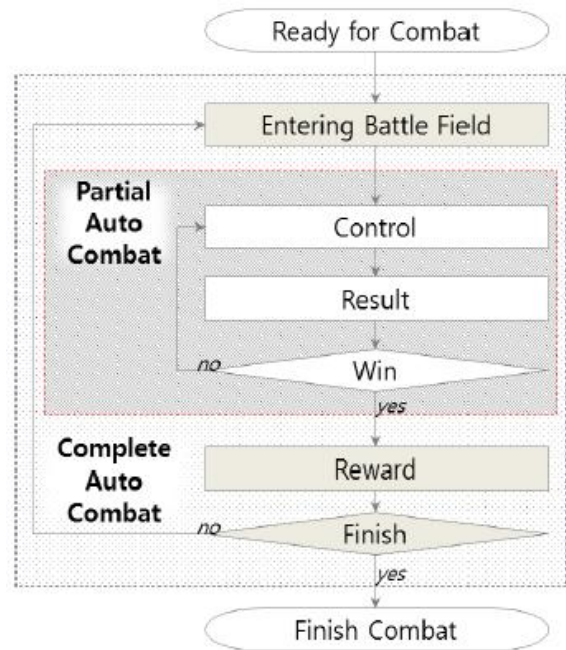 Ready for Combat
Entering Battle Field
Partial
Auto
Combat
Control
Result
Win
no
yes
Complete
Auto
Combat
Reward
Finish
no
yes
Finish Combat